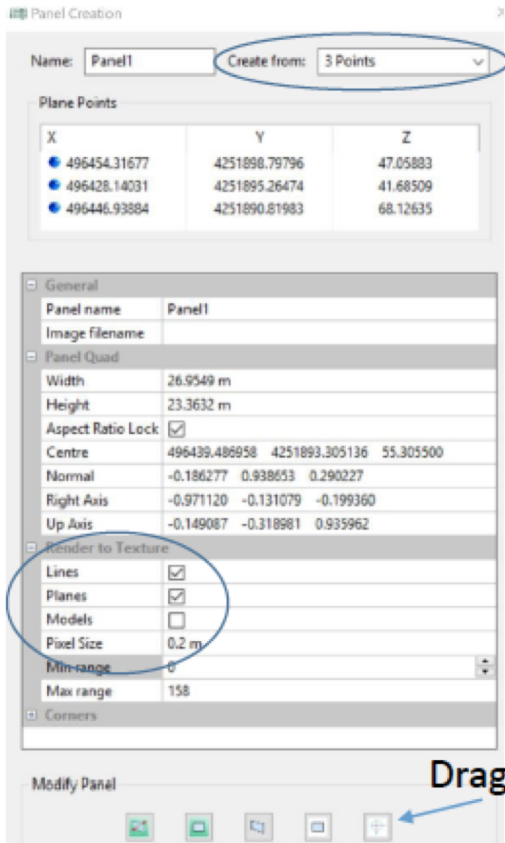 Panel Creation
Name: Panel1 Create from: 3 Points
Plane Points
X Y Z
496454.31677 4251898.79796 47.05883
496428.14031 4251895.26474 41.68509
496446.93884 4251890.81983 68.12635
General
Panel name Panel1
Image filename
Panel Quad
Width 26.9549 m
Height 23.3632 m
Aspect Ratio Lock
Centre 496439.486958 4251893.305136 55.305500
Normal -0.186277 0.938653 0.290227
Right Axis -0.971120 -0.131079 -0.199360
Up Axis -0.149087 -0.318981 0.935962
Render to Texture
Lines
Planes
Models
Pixel Size 0.2 m
Min range 0
Max range 158
Corners
Modify Panel
Drag